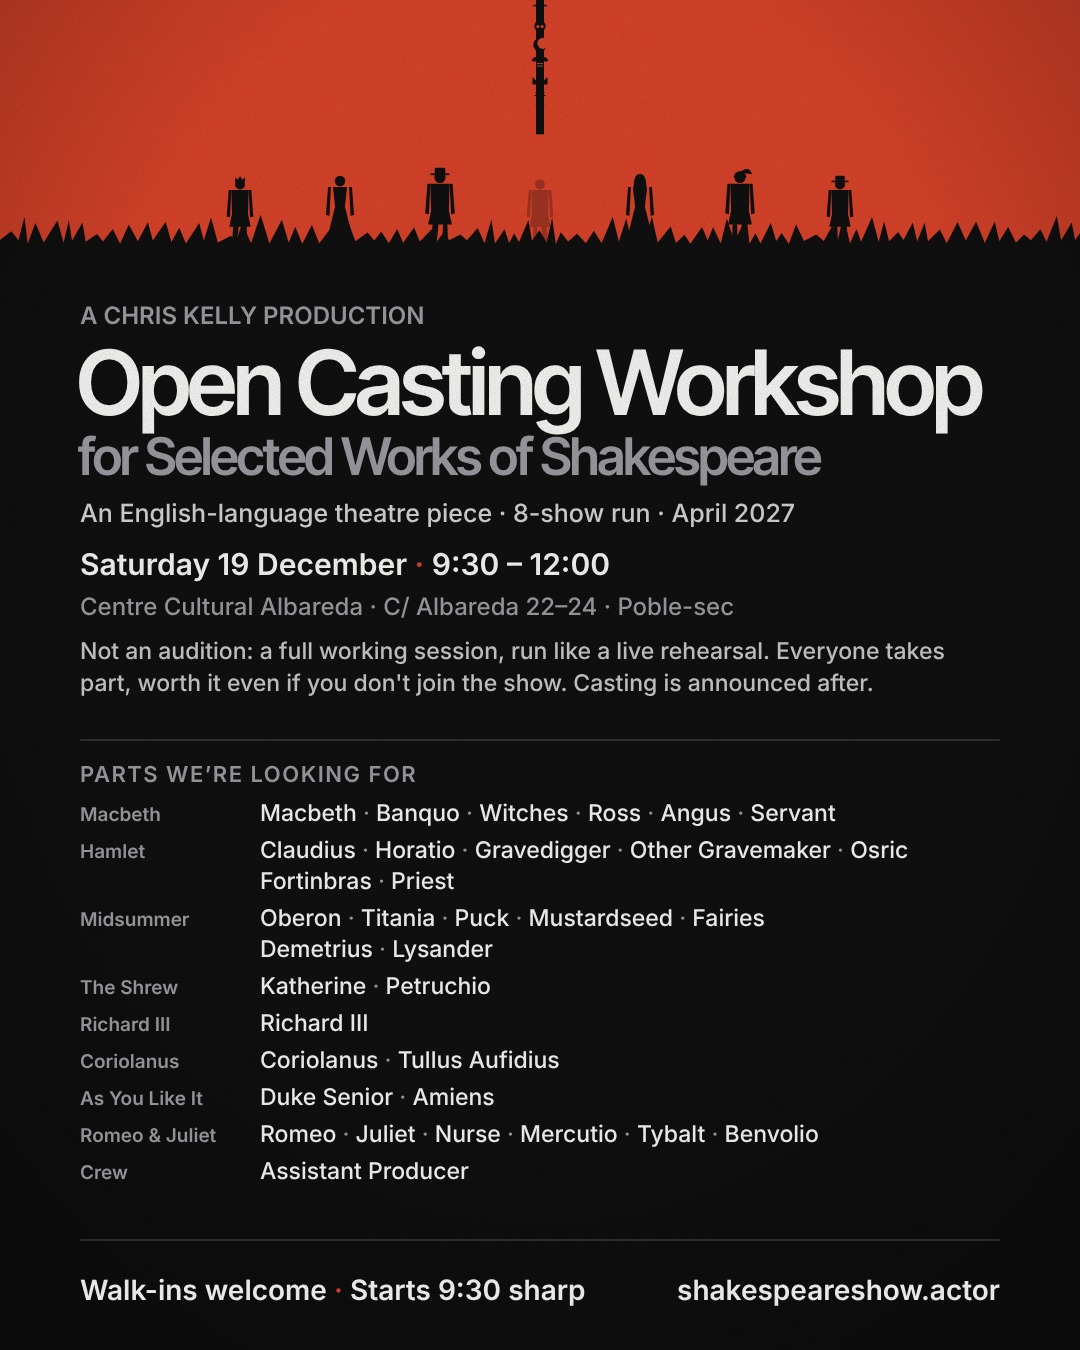 A CHRIS KELLY PRODUCTION
Open Casting Workshop
for Selected Works of Shakespeare
An English-language theatre piece · 8-show run · April 2027
Saturday 19 December · 9:30 – 12:00
Centre Cultural Albareda · C/ Albareda 22–24 · Poble-sec
Not an audition: a full working session, run like a live rehearsal. Everyone takes
part, worth it even if you don't join the show. Casting is announced after.
PARTS WE’RE LOOKING FOR
Macbeth Macbeth · Banquo · Witches · Ross · Angus · Servant
Hamlet Claudius · Horatio · Gravedigger · Other Gravemaker · Osric
Fortinbras · Priest
Midsummer Oberon · Titania · Puck · Mustardseed · Fairies
Demetrius · Lysander
The Shrew Katherine · Petruchio
Richard III Richard III
Coriolanus Coriolanus · Tullus Aufidius
As You Like It Duke Senior · Amiens
Romeo & Juliet Romeo · Juliet · Nurse · Mercutio · Tybalt · Benvolio
Crew Assistant Producer
Walk-ins welcome · Starts 9:30 sharp shakespeareshow.actor